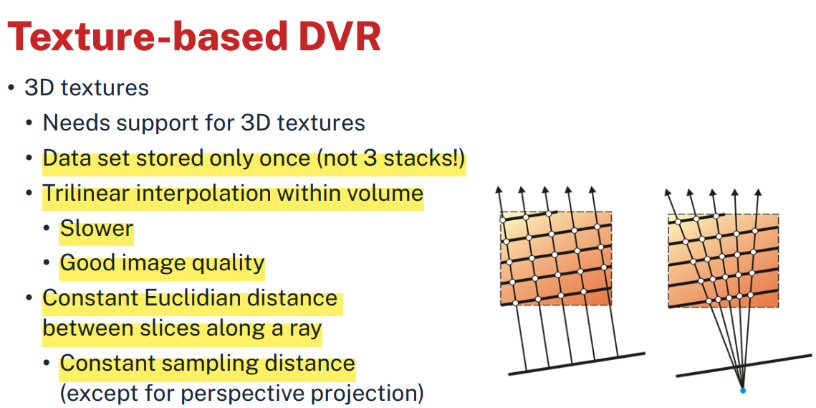 Texture-based DVR
• 3D textures
• Needs support for 3D textures
• Data set stored only once (not 3 stacks!)
• Trilinear interpolation within volume
• Slower
• Good image quality
• Constant Euclidian distance
between slices along a ray
• Constant sampling distance
(except for perspective projection)